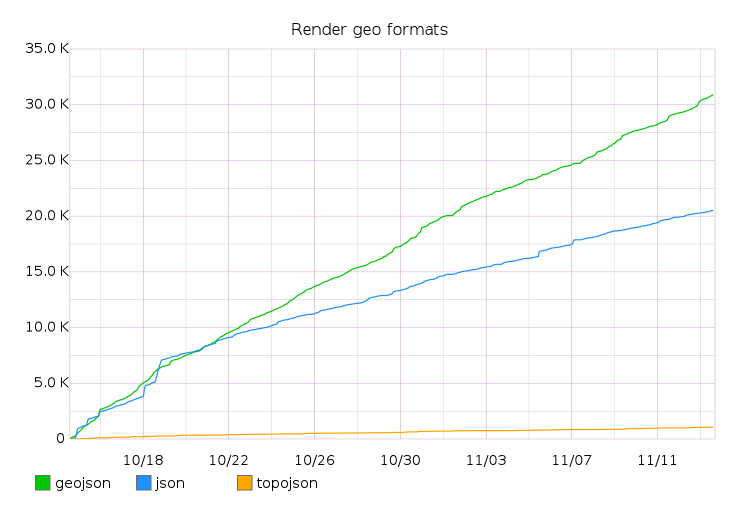 Render geo formats
35.0 K
30.0 K
25.0 K
20.0 K
15.0 K
10.0 K
5.0 K
0
10/18 10/22 10/26 10/30 11/03 11/07 11/11
geojson json topojson